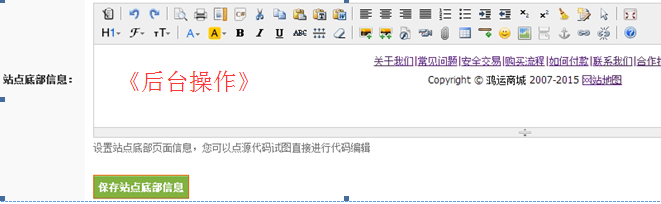 H1 ℱ тT A A B I U ABC
关于我们|常见问题|安全交易|购买流程|如何付款|联系我们|合作
站点底部信息：
《后台操作》
Copyright © 鸿运商城 2007-2015 网站地图
设置站点底部页面信息，您可以点源代码试图直接进行代码编辑
保存站点底部信息